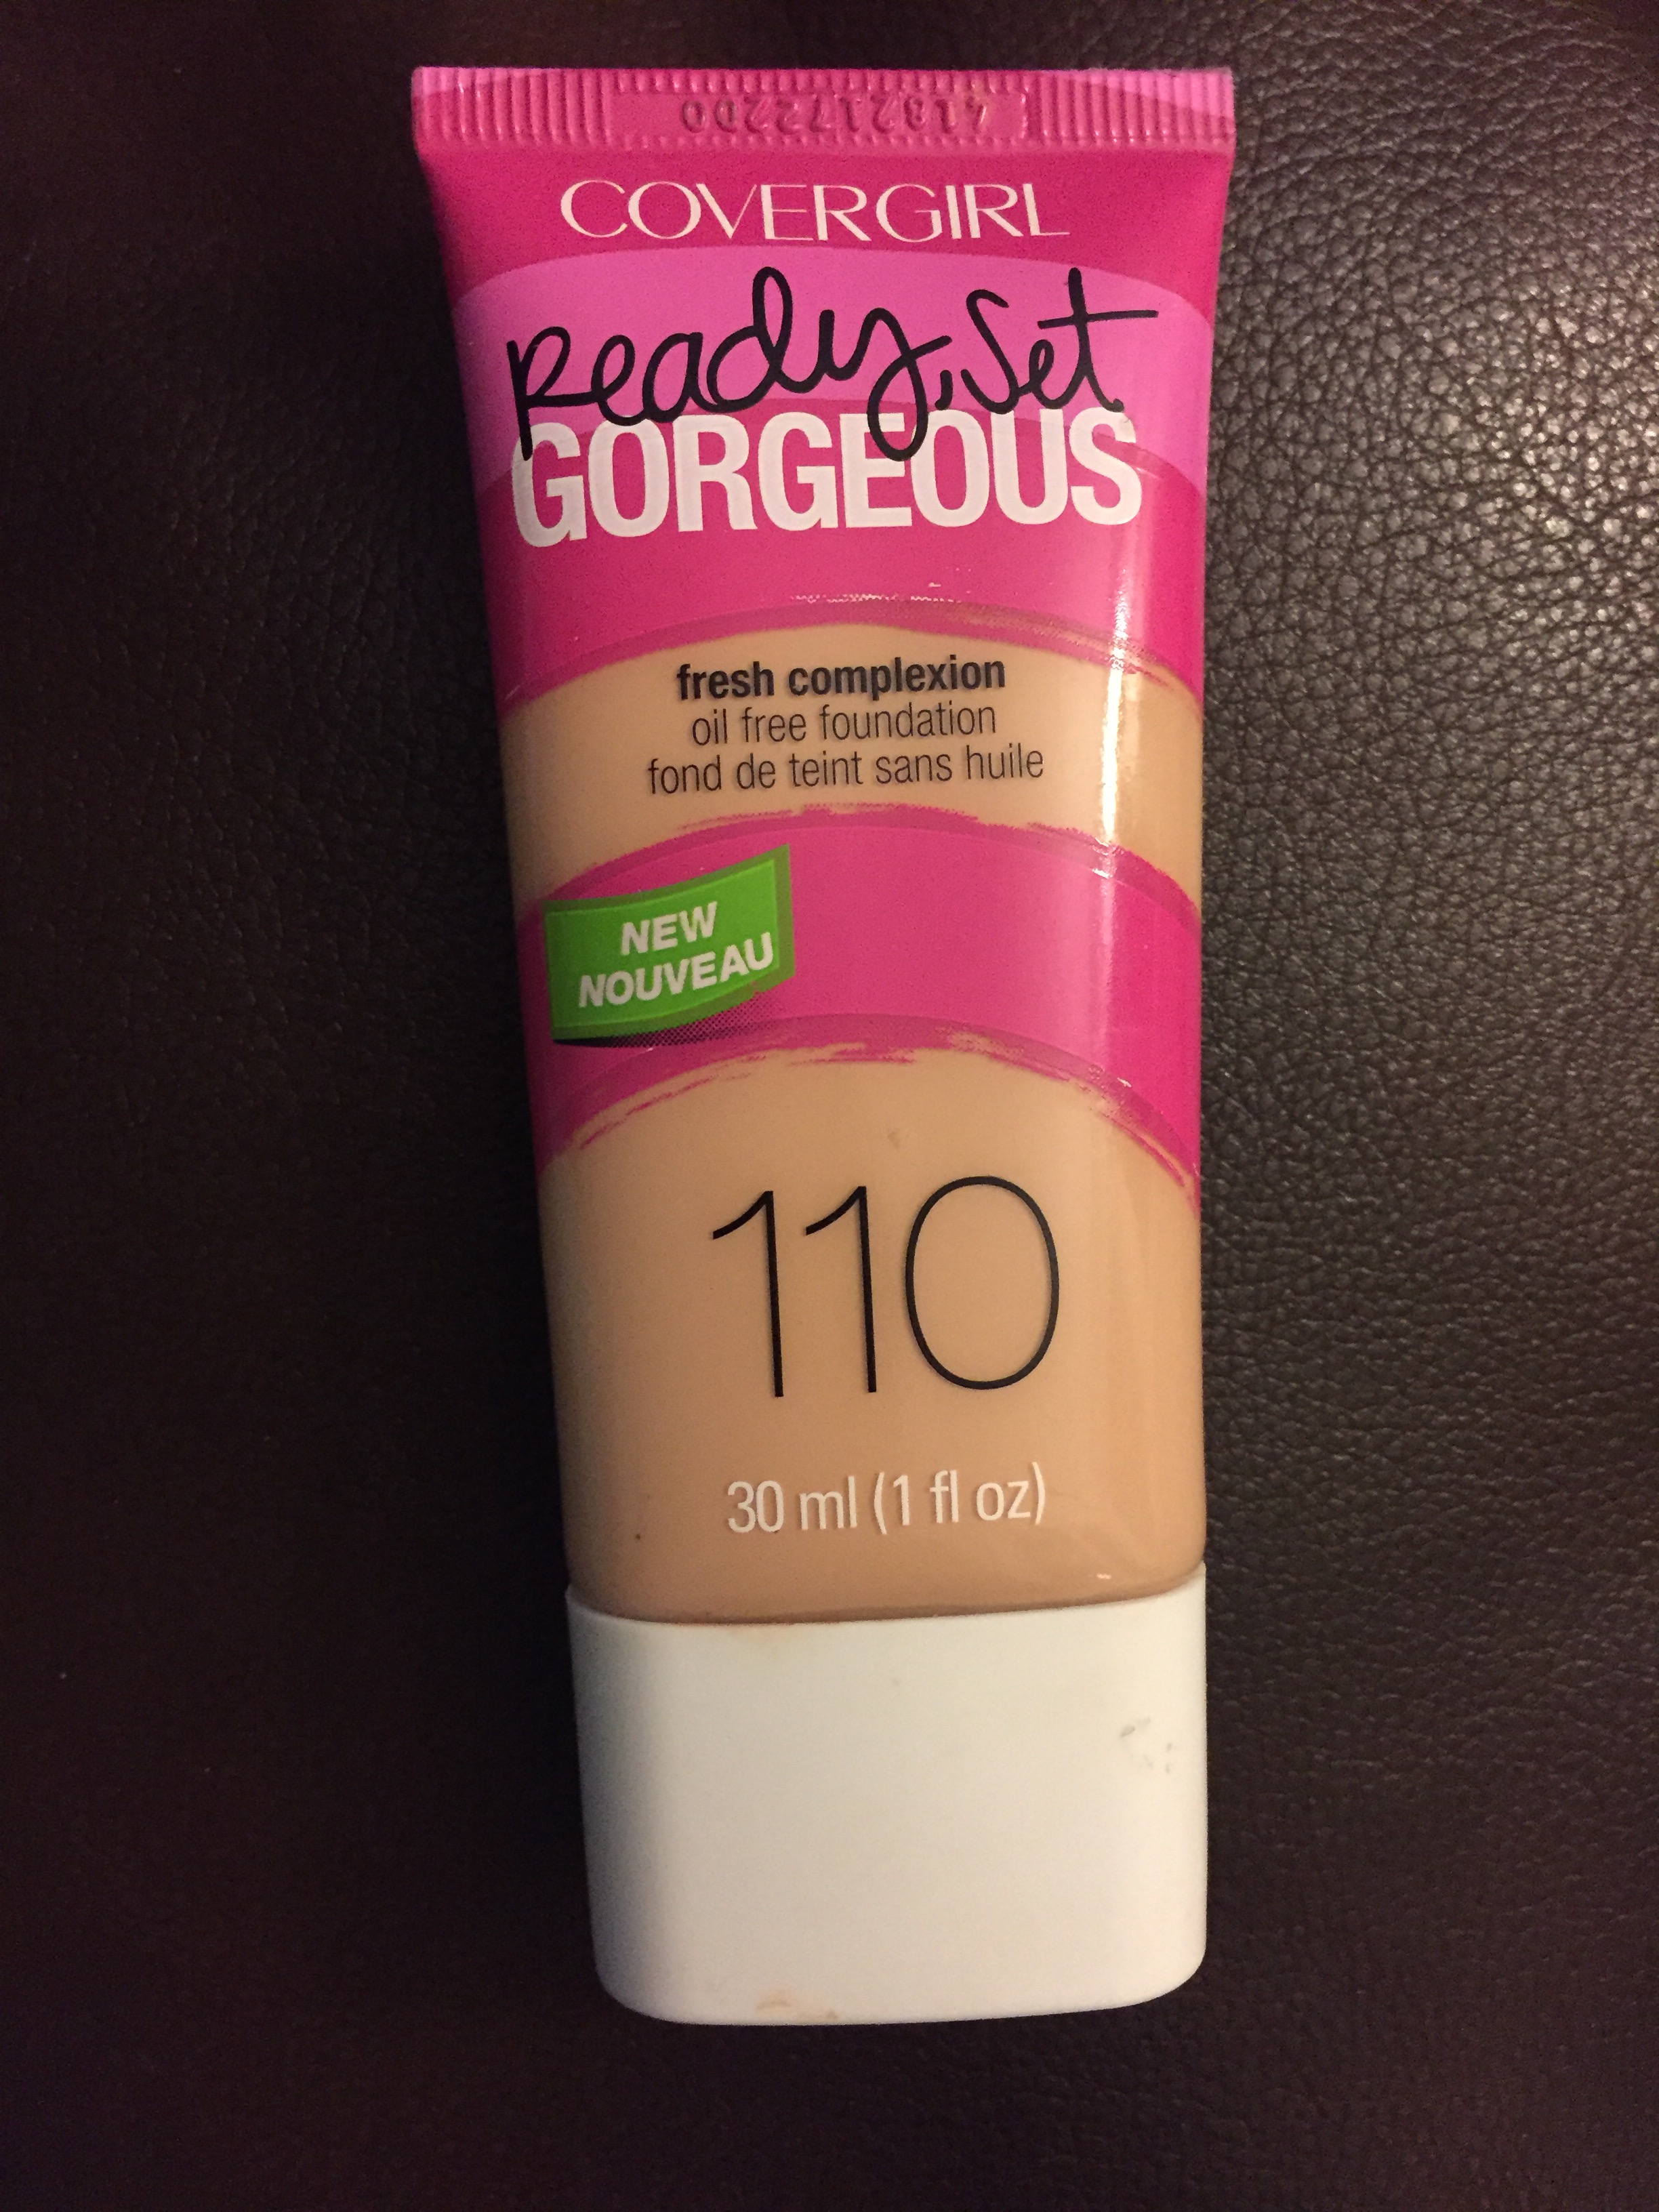 4182172200
COVERGIRL
Ready, Set
GORGEOUS
fresh complexion
oil free foundation
fond de teint sans huile
NEW
NOUVEAU
110
30 ml (1 fl oz)